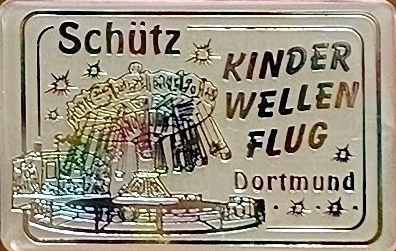 Schütz
KINDER
WELLEN
FLUG
Dortmund